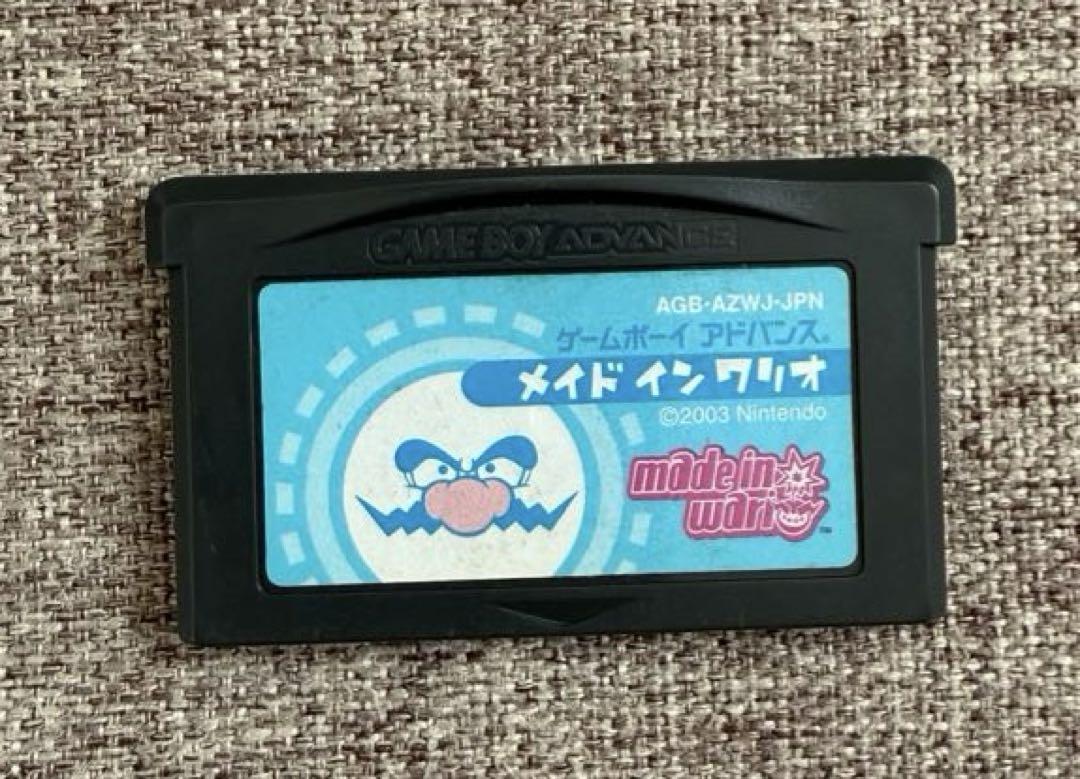 GAME BOY ADVANCE
AGB-AZWJ-JPN
ゲームボーイ アドバンス®
メイド イン ワリオ
©2003 Nintendo
made in
wario™